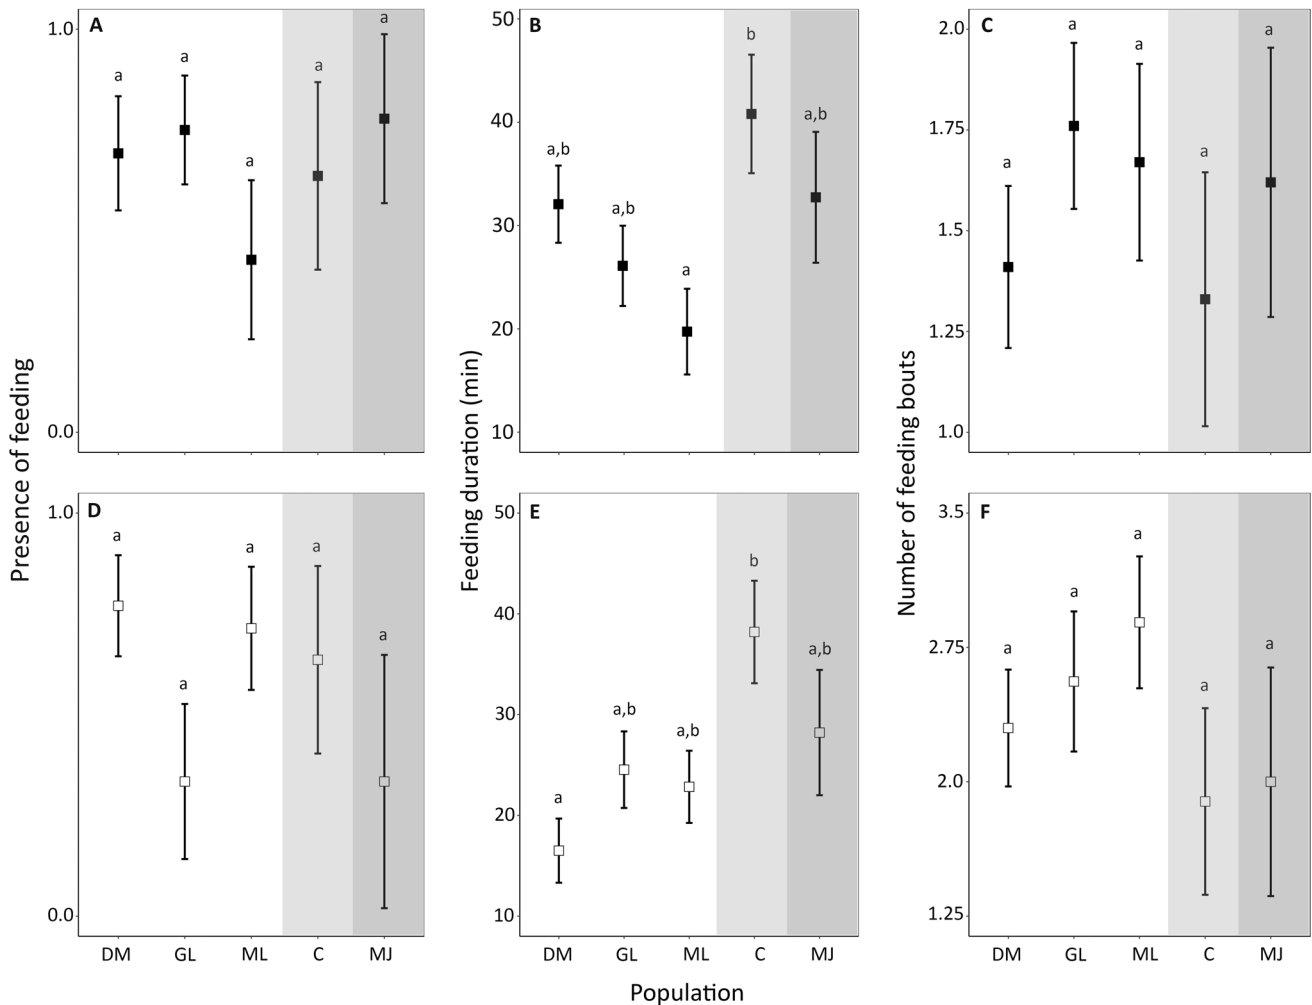 A
1.0
0.0
a
a
a
a
a
Presence of feeding
B
50
40
30
20
10
a,b
a,b
a
b
a,b
Feeding duration (min)
C
2.0
1.75
1.5
1.25
1.0
a
a
a
a
a
Number of feeding bouts
D
1.0
0.0
a
a
a
a
a
DM GL ML C MJ
E
50
40
30
20
10
a
a,b
a,b
b
a,b
DM GL ML C MJ
F
3.5
2.75
2.0
1.25
a
a
a
a
a
DM GL ML C MJ
Population